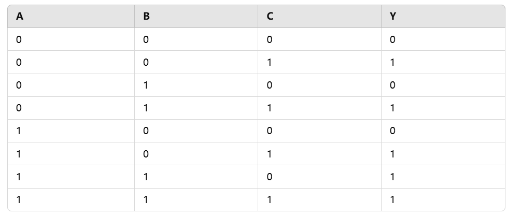 A B C Y
0 0 0 0
0 0 1 1
0 1 0 0
0 1 1 1
1 0 0 0
1 0 1 1
1 1 0 1
1 1 1 1